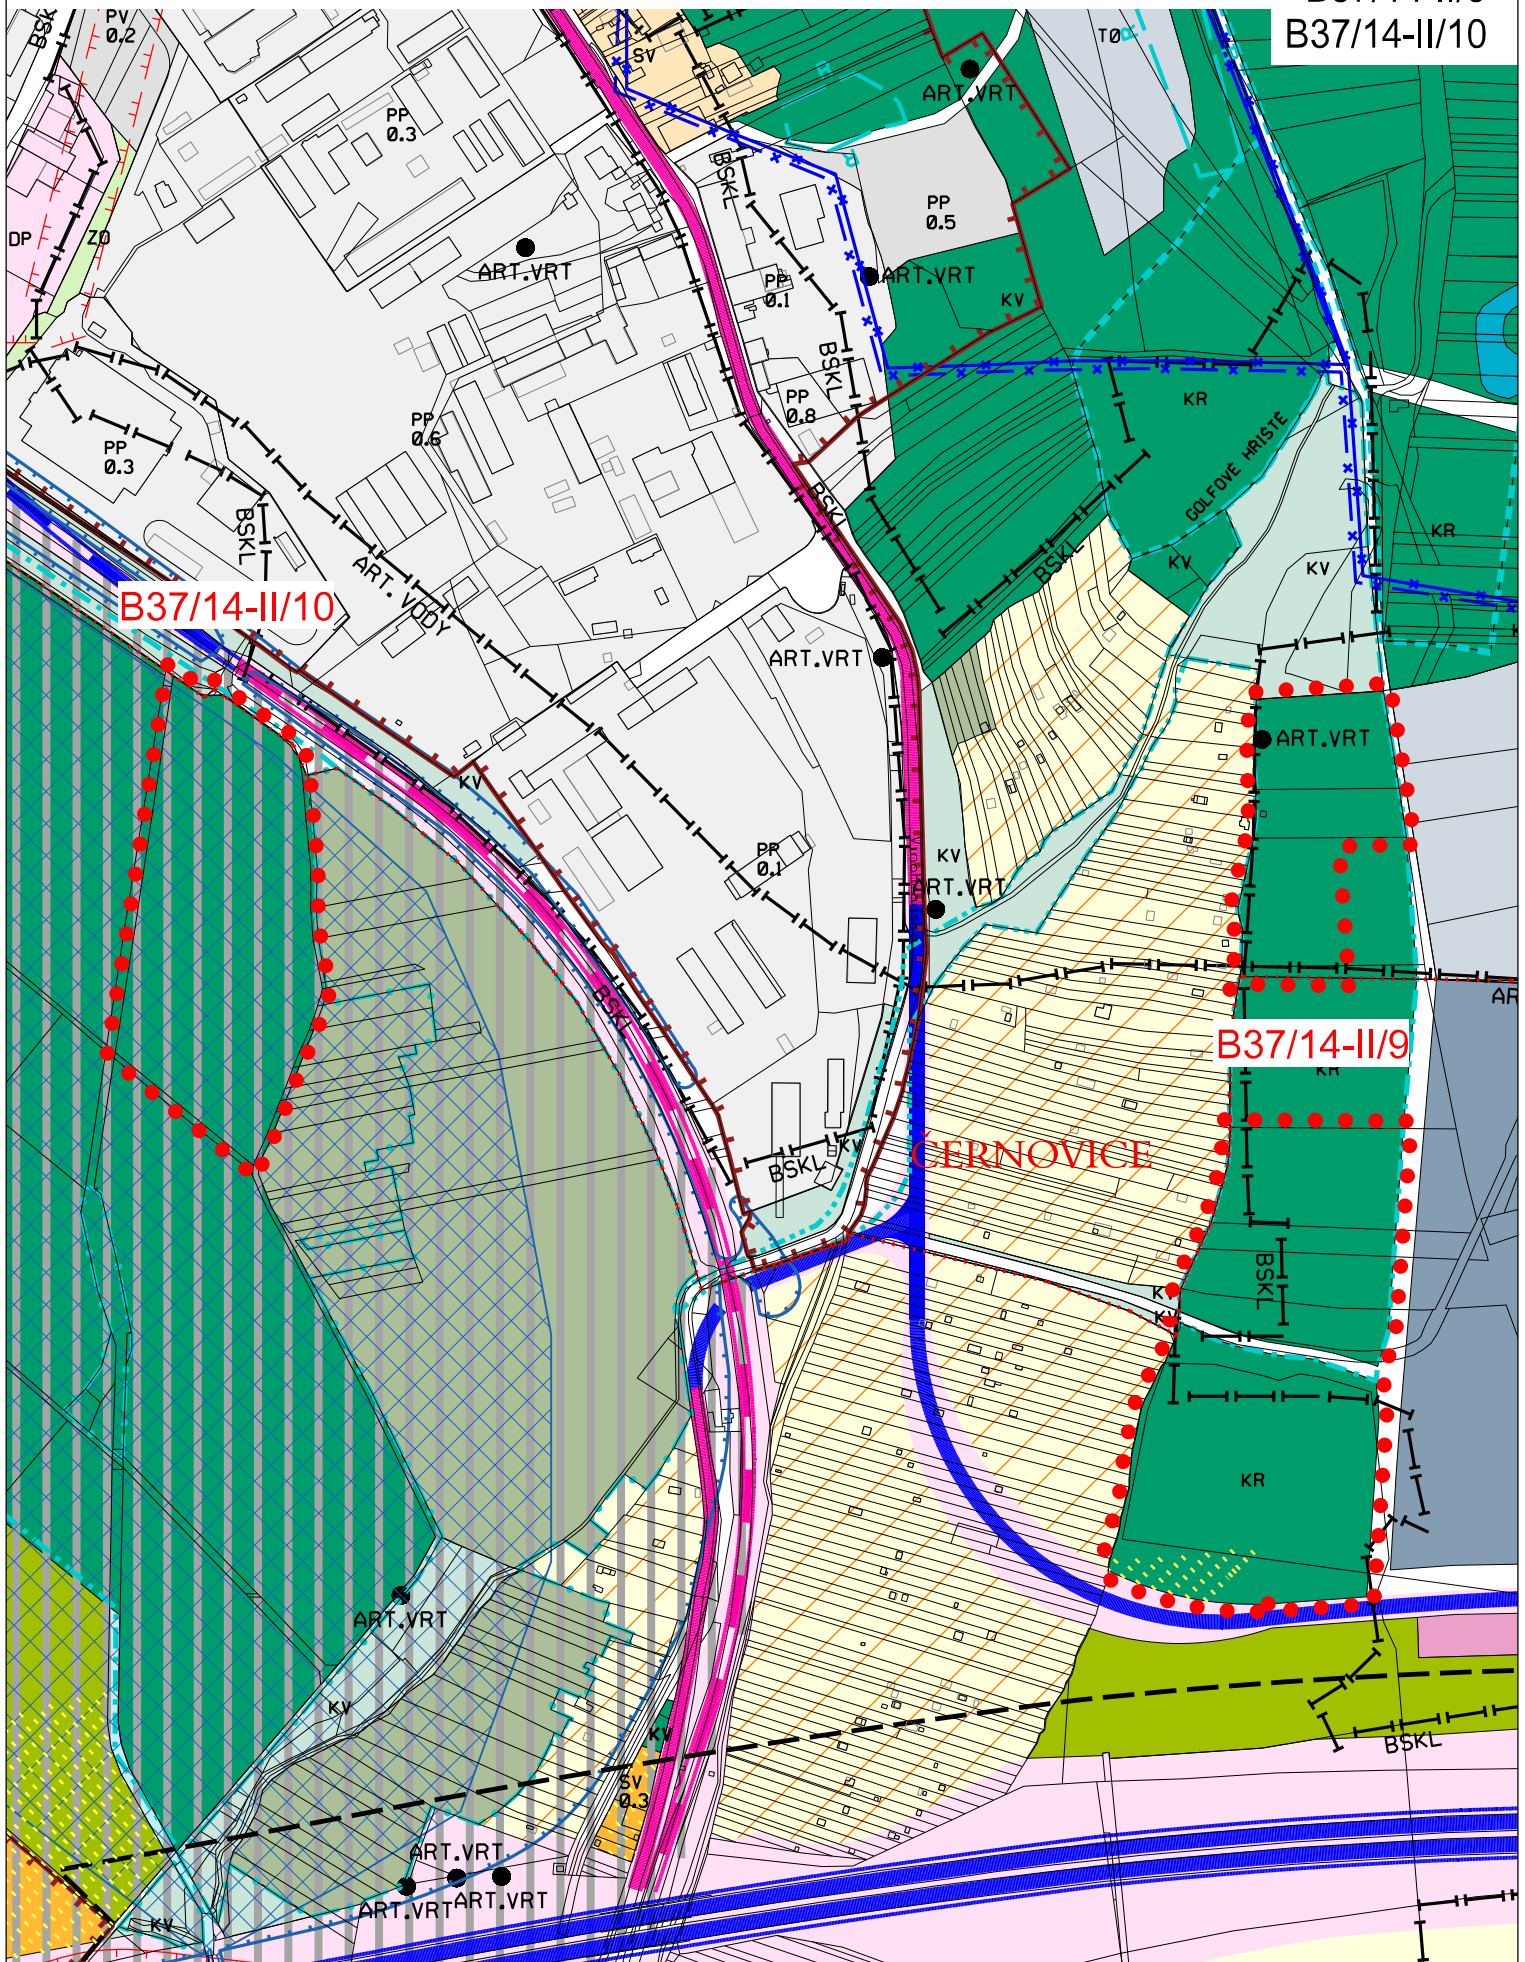 B37/14-II/10
BSK
PV
0.2
SV
TØ
PP
0.3
ART.VRT
BSKL
PP
0.5
DP
ZO
ART.VRT
PP
0.1
ART.VRT
KV
BSKL
PP
0.8
KR
PP
0.6
PP
0.3
GOLFOVÉ HŘIŠTĚ
BSKL
BSKL
KR
ART. VODY
BSKL
KV
KV
B37/14-II/10
ART.VRT
ART.VRT
KV
PP
0.1
KV
ART.VRT
BSKL
AR
B37/14-II/9
KR
KV
BSKL
ČERNOVICE
BSKL
KV
KV
KR
ART.VRT
KV
KV
BSKL
SV
0.3
ART.VRT
ART.VRT
ART.VRT
KV